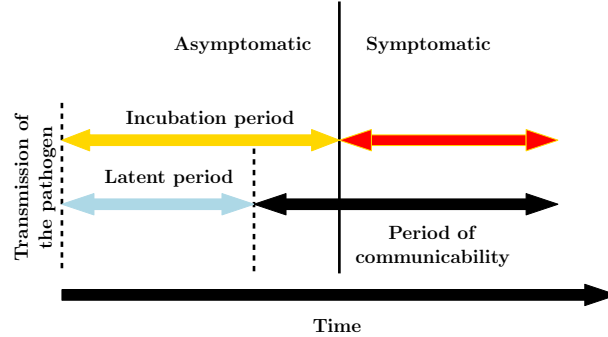 Asymptomatic
Symptomatic
Transmission of
the pathogen
Incubation period
Latent period
Period of
communicability
Time